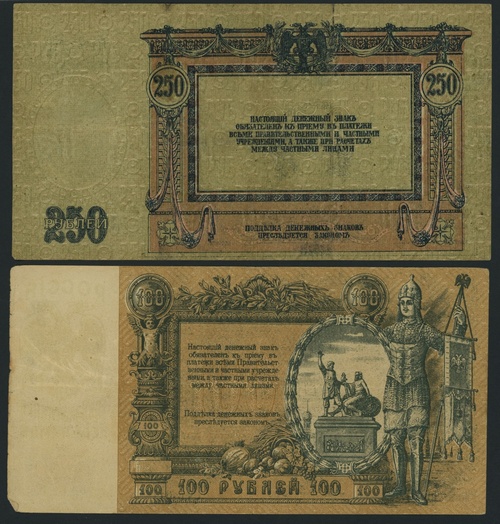 250
250
НАСТОЯЩІЙ ДЕНЕЖНЫЙ ЗНАКЪ
ОБЯЗАТЕЛЕНЪ КЪ ПРІЕМУ ВЪ ПЛАТЕЖИ
ВСѢМИ ПРАВИТЕЛЬСТВЕННЫМИ И ЧАСТНЫМИ
УЧРЕЖДЕНІЯМИ, А ТАКЖЕ ПРИ РАСЧЕТАХЪ
МЕЖДУ ЧАСТНЫМИ ЛИЦАМИ
250
РУБЛЕЙ
ПОДДѢЛКА ДЕНЕЖНЫХЪ ЗНАКОВЪ
ПРЕСЛѢДУЕТСЯ ЗАКОНОМЪ
100
100
Настоящій денежный знакъ
обязателенъ къ пріему въ
платежи всѣми Правительст-
венными и частными учрежде-
ніями, а также при расчетахъ
между частными лицами.
Поддѣлка денежныхъ знаковъ
преслѣдуется закономъ.
100
100
100 РУБЛЕЙ 100
100